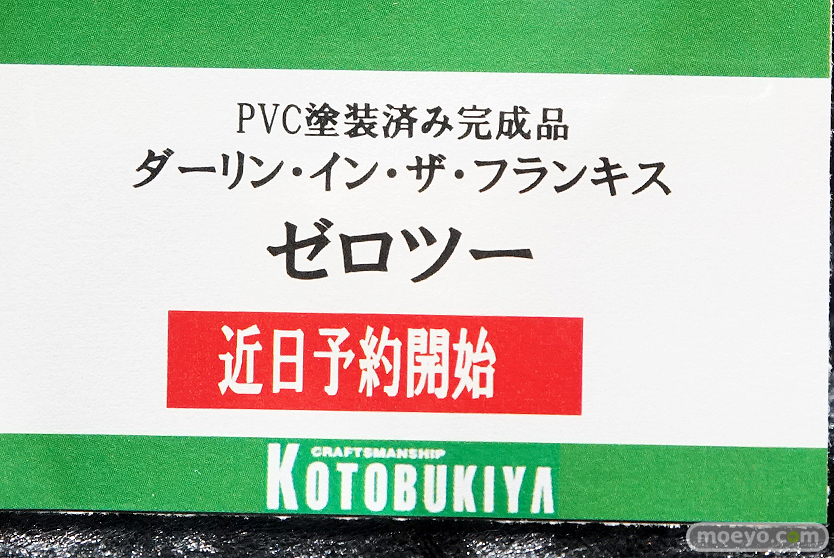 PVC塗装済み完成品
ダーリン・イン・ザ・フランキス
ゼロツー
近日予約開始
CRAFTSMANSHIP
KOTOBUKIYA
moeyo.com